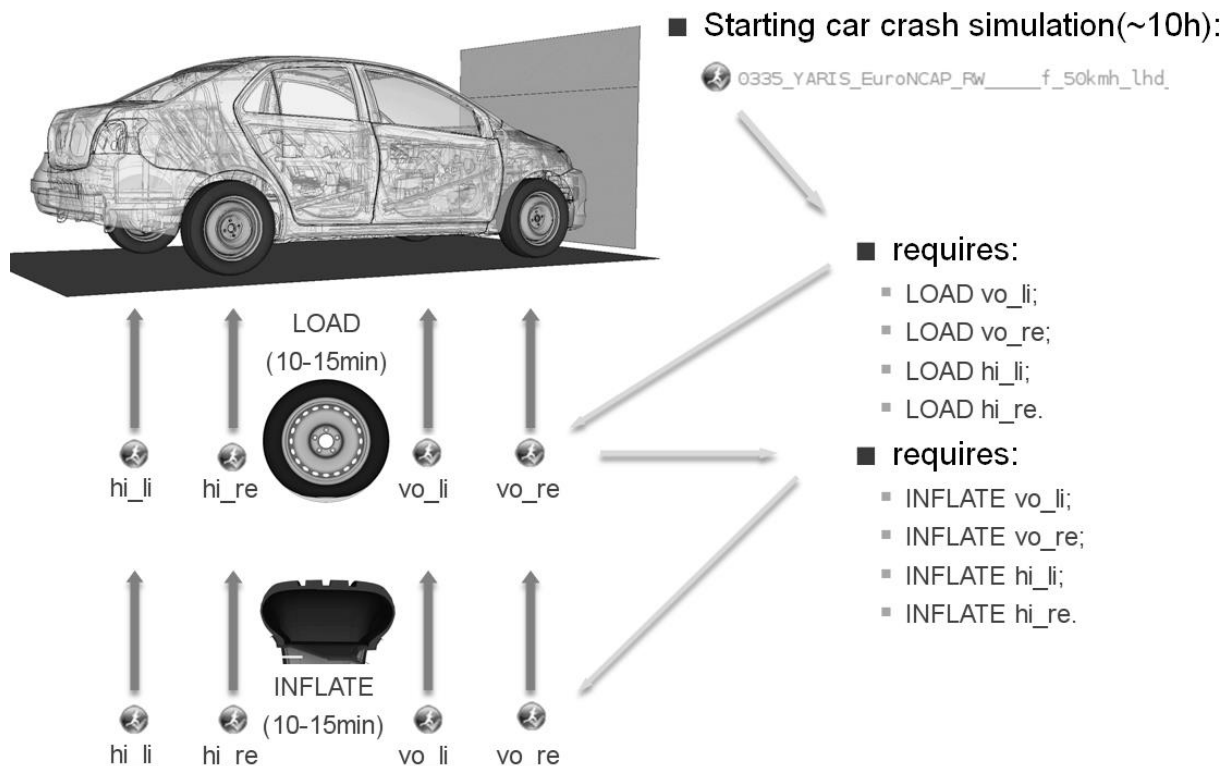 ■ Starting car crash simulation(~10h):
0335_YARIS_EuroNCAP_RW_____f_50kmh_lhd_
■ requires:
▪ LOAD vo_li;
▪ LOAD vo_re;
▪ LOAD hi_li;
▪ LOAD hi_re.
LOAD
(10-15min)
hi_li hi_re vo_li vo_re
■ requires:
▪ INFLATE vo_li;
▪ INFLATE vo_re;
▪ INFLATE hi_li;
▪ INFLATE hi_re.
INFLATE
(10-15min)
hi_li hi_re vo_li vo_re